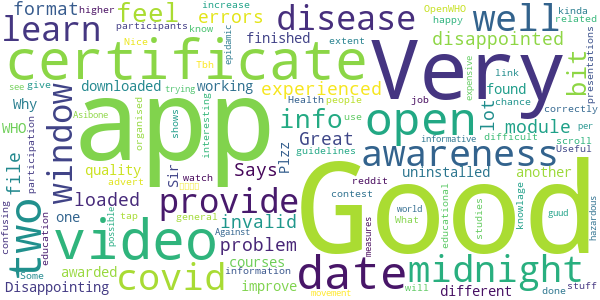 format feel errors increase higher participants OpenWHO kinda
learn disease know well happy related
Nice extent
certificate Very disappointed
Tbh finished epidemic bit
see give trying
Why downloaded working experienced link found presentations
WHO Asibone shows interesting Health people job chance expensive correctly
app info open lot module per
organised use difficult useful
window Great guidelines informative scroll
file participation quality Sir Says Plzz awareness
two loaded advert provide uninstalled another
tap watch reddit
confusing one education video general invalid contest Good What world educational studies knowlage guud hazardous
possible problem date midnight
awarded courses Against measures
Disappointing covid information improve will different
Some movement done stuff